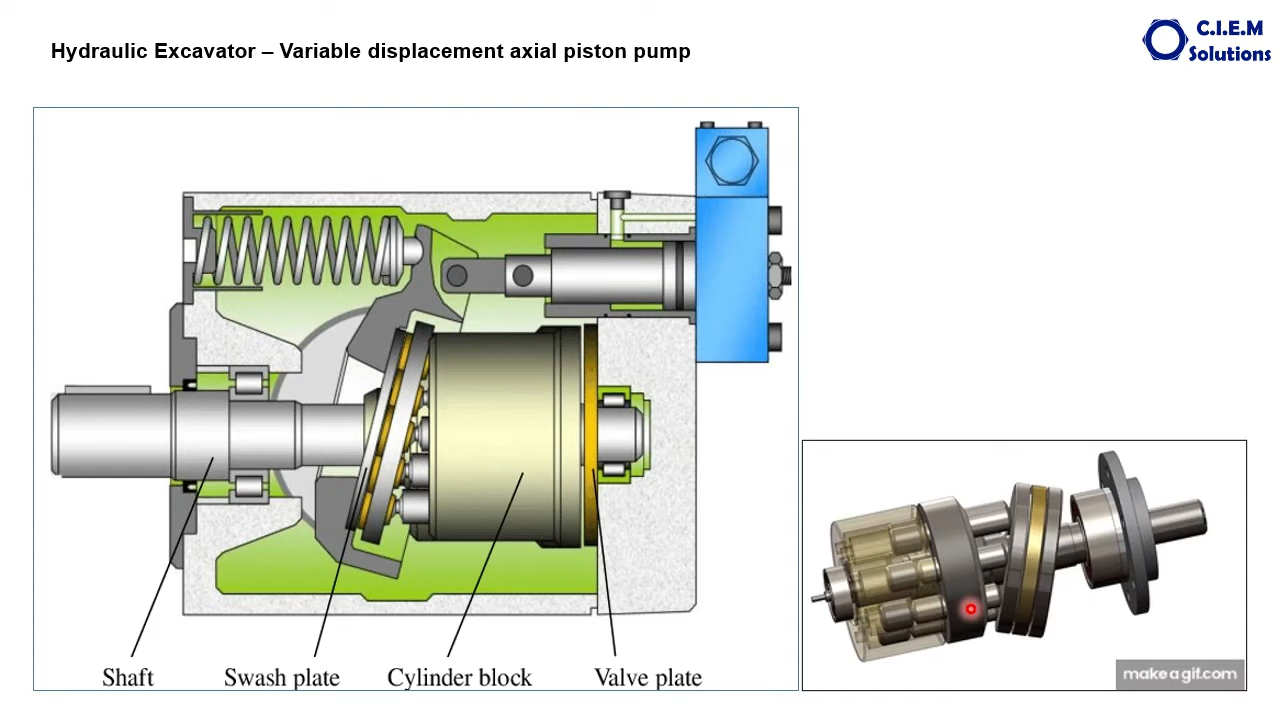 Hydraulic Excavator – Variable displacement axial piston pump
C.I.E.M
Solutions
Shaft
Swash plate
Cylinder block
Valve plate
makeagif.com